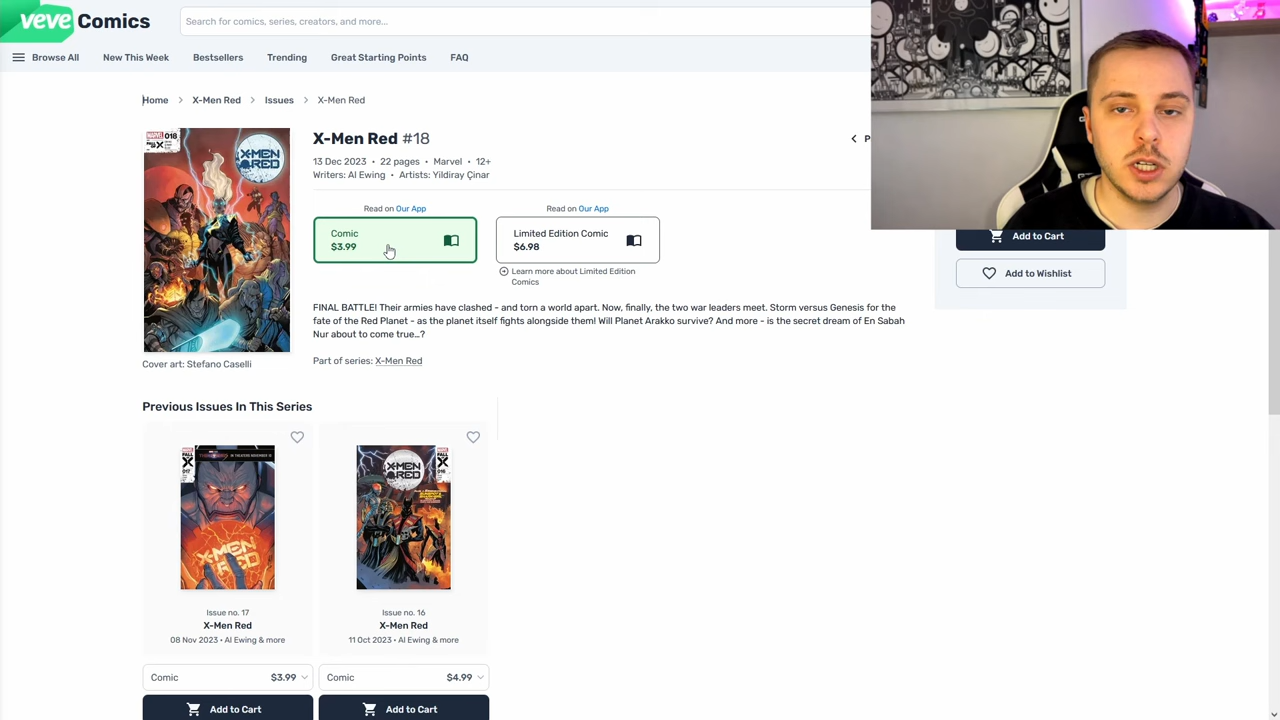 veve Comics
Search for comics, series, creators, and more...
Browse All
New This Week
Bestsellers
Trending
Great Starting Points
FAQ
Home > X-Men Red > Issues > X-Men Red
MARVEL 018
X-MEN RED
X-Men Red #18
P
13 Dec 2023 • 22 pages • Marvel • 12+
Writers: Al Ewing • Artists: Yildiray Çinar
Read on Our App
Comic
$3.99
Read on Our App
Limited Edition Comic
$6.98
Learn more about Limited Edition
Comics
Add to Cart
Add to Wishlist
FINAL BATTLE! Their armies have clashed - and torn a world apart. Now, finally, the two war leaders meet. Storm versus Genesis for the
fate of the Red Planet - as the planet itself fights alongside them! Will Planet Arakko survive? And more - is the secret dream of En Sabah
Nur about to come true…?
Part of series: X-Men Red
Cover art: Stefano Caselli
Previous Issues In This Series
X-MEN RED
Issue no. 17
X-Men Red
08 Nov 2023 • Al Ewing & more
Comic $3.99
Add to Cart
X-MEN RED
Issue no. 16
X-Men Red
11 Oct 2023 • Al Ewing & more
Comic $4.99
Add to Cart